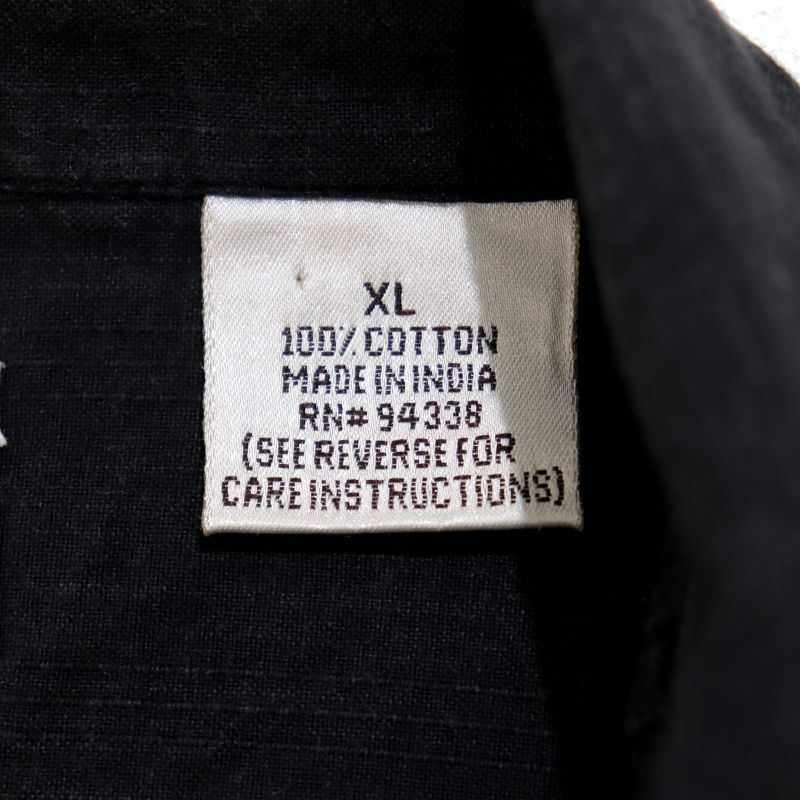 XL
100% COTTON
MADE IN INDIA
RN# 94338
(SEE REVERSE FOR
CARE INSTRUCTIONS)